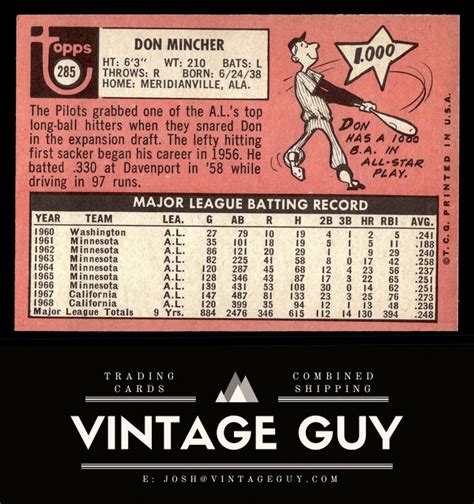 Topps
285
DON MINCHER
HT: 6'3" WT: 210 BATS: L
THROWS: R BORN: 6/24/38
HOME: MERIDIANVILLE, ALA.
The Pilots grabbed one of the A.L.'s top
long-ball hitters when they snared Don
in the expansion draft. The lefty hitting
first sacker began his career in 1956. He
batted .330 at Davenport in '58 while
driving in 97 runs.
1.000
DON
HAS A 1000
B.A. IN
ALL-STAR
PLAY.
MAJOR LEAGUE BATTING RECORD
YEAR TEAM LEA. G AB R H 2B 3B HR RBI AVG.
1960 Washington A.L. 27 79 10 19 4 1 2 5 .241
1961 Minnesota A.L. 35 101 18 19 5 1 5 11 .188
1962 Minnesota A.L. 86 121 20 29 1 1 9 29 .240
1963 Minnesota A.L. 82 225 41 58 8 0 17 42 .258
1964 Minnesota A.L. 120 287 45 68 12 4 23 56 .237
1965 Minnesota A.L. 128 346 43 87 17 3 22 65 .251
1966 Minnesota A.L. 139 431 53 108 30 0 14 62 .251
1967 California A.L. 147 487 81 133 23 3 25 76 .273
1968 California A.L. 120 399 35 94 12 1 13 48 .236
Major League Totals 9 Yrs. 884 2476 346 615 112 14 130 394 .248
© T.C.G. PRINTED IN U.S.A.
TRADING
CARDS
COMBINED
SHIPPING
VINTAGE GUY
E: JOSH@VINTAGEGUY.COM